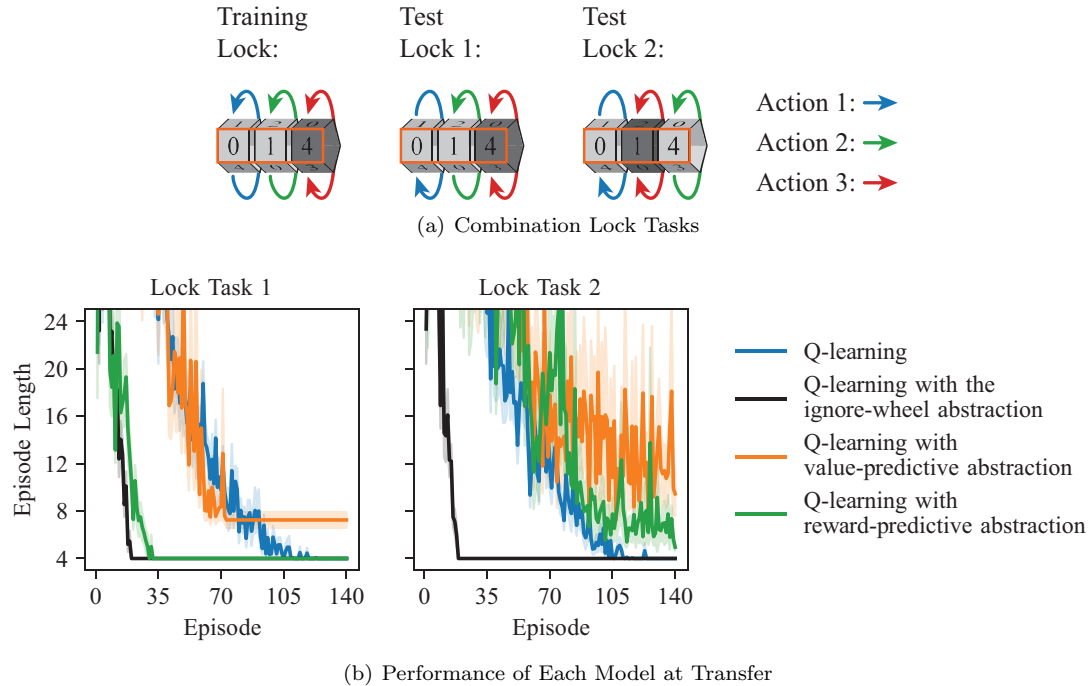 Training
Lock:
Test
Lock 1:
Test
Lock 2:
0 1 4
0 1 4
0 1 4
Action 1:
Action 2:
Action 3:
(a) Combination Lock Tasks
Lock Task 1
Lock Task 2
Episode Length
24
20
16
12
8
4
0 35 70 105 140
0 35 70 105 140
Episode
Episode
Q-learning
Q-learning with the
ignore-wheel abstraction
Q-learning with
value-predictive abstraction
Q-learning with
reward-predictive abstraction
(b) Performance of Each Model at Transfer